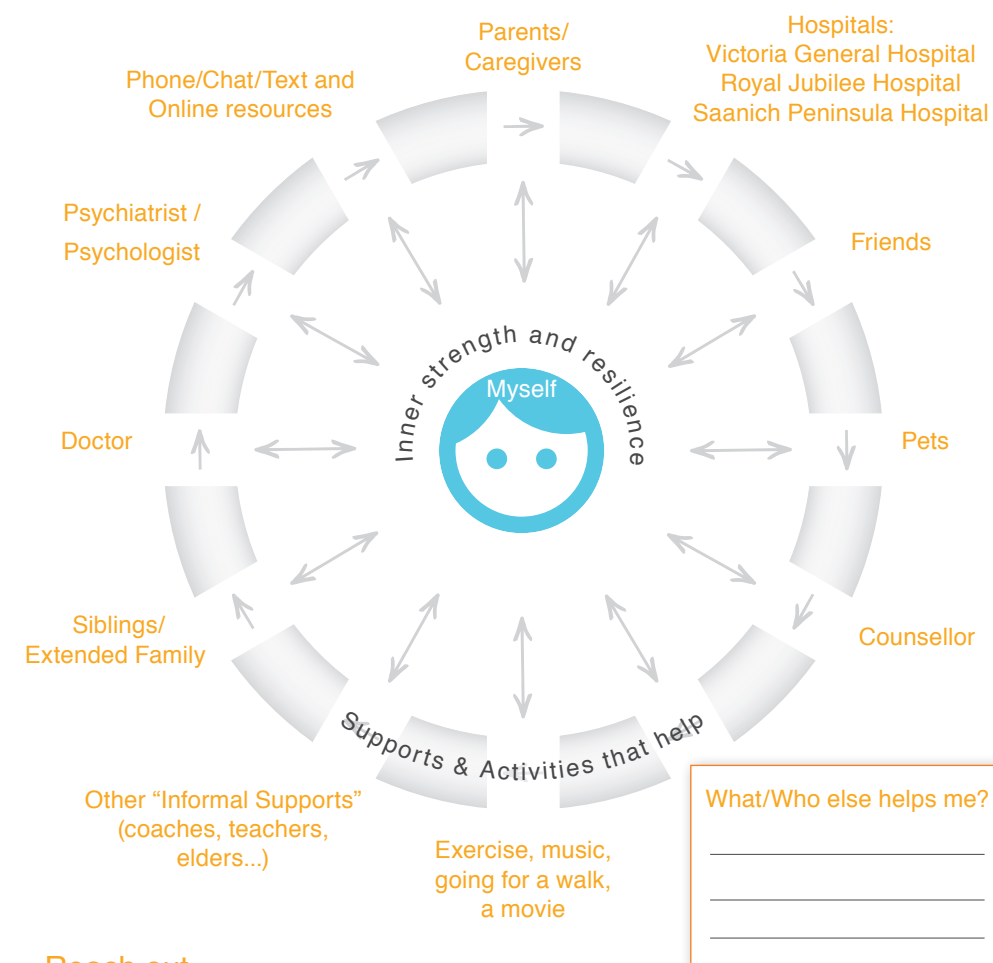 Parents/
Caregivers
Hospitals:
Victoria General Hospital
Royal Jubilee Hospital
Saanich Peninsula Hospital
Phone/Chat/Text and
Online resources
Psychiatrist /
Psychologist
Friends
Inner strength and resilience
Myself
Doctor
Pets
Siblings/
Extended Family
Counsellor
Supports & Activities that help
Other “Informal Supports”
(coaches, teachers,
elders...)
Exercise, music,
going for a walk,
a movie
What/Who else helps me?
Reach out